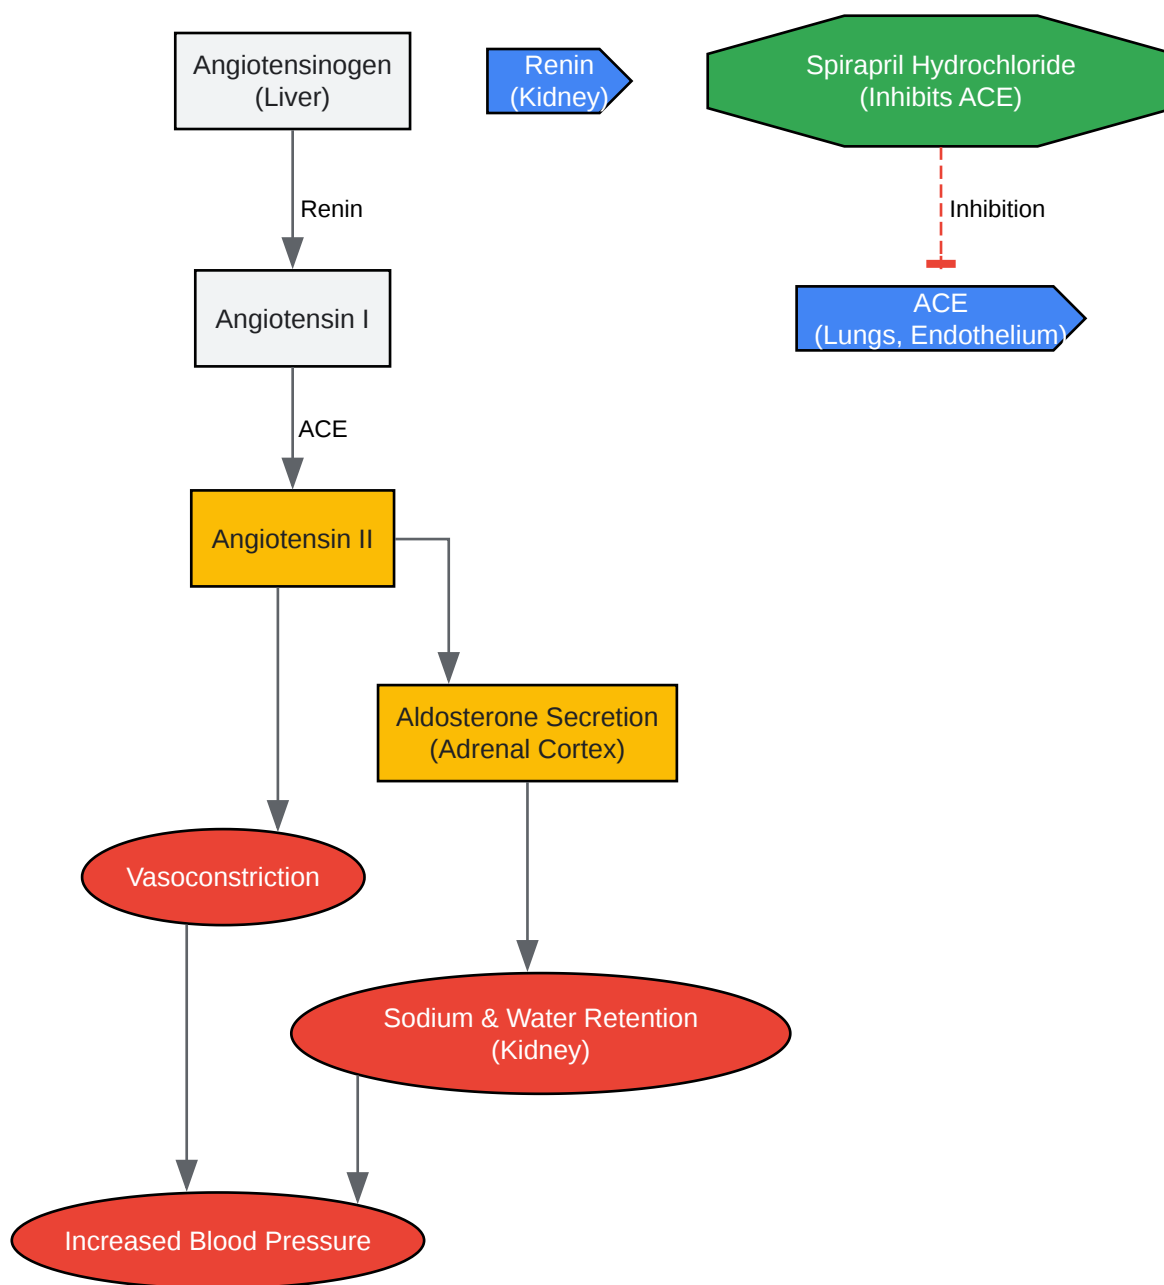 Angiotensinogen
(Liver)
Renin
(Kidney)
Spirapril Hydrochloride
(Inhibits ACE)
Renin
Inhibition
Angiotensin I
ACE
(Lungs, Endothelium)
ACE
Angiotensin II
Aldosterone Secretion
(Adrenal Cortex)
Vasoconstriction
Sodium & Water Retention
(Kidney)
Increased Blood Pressure